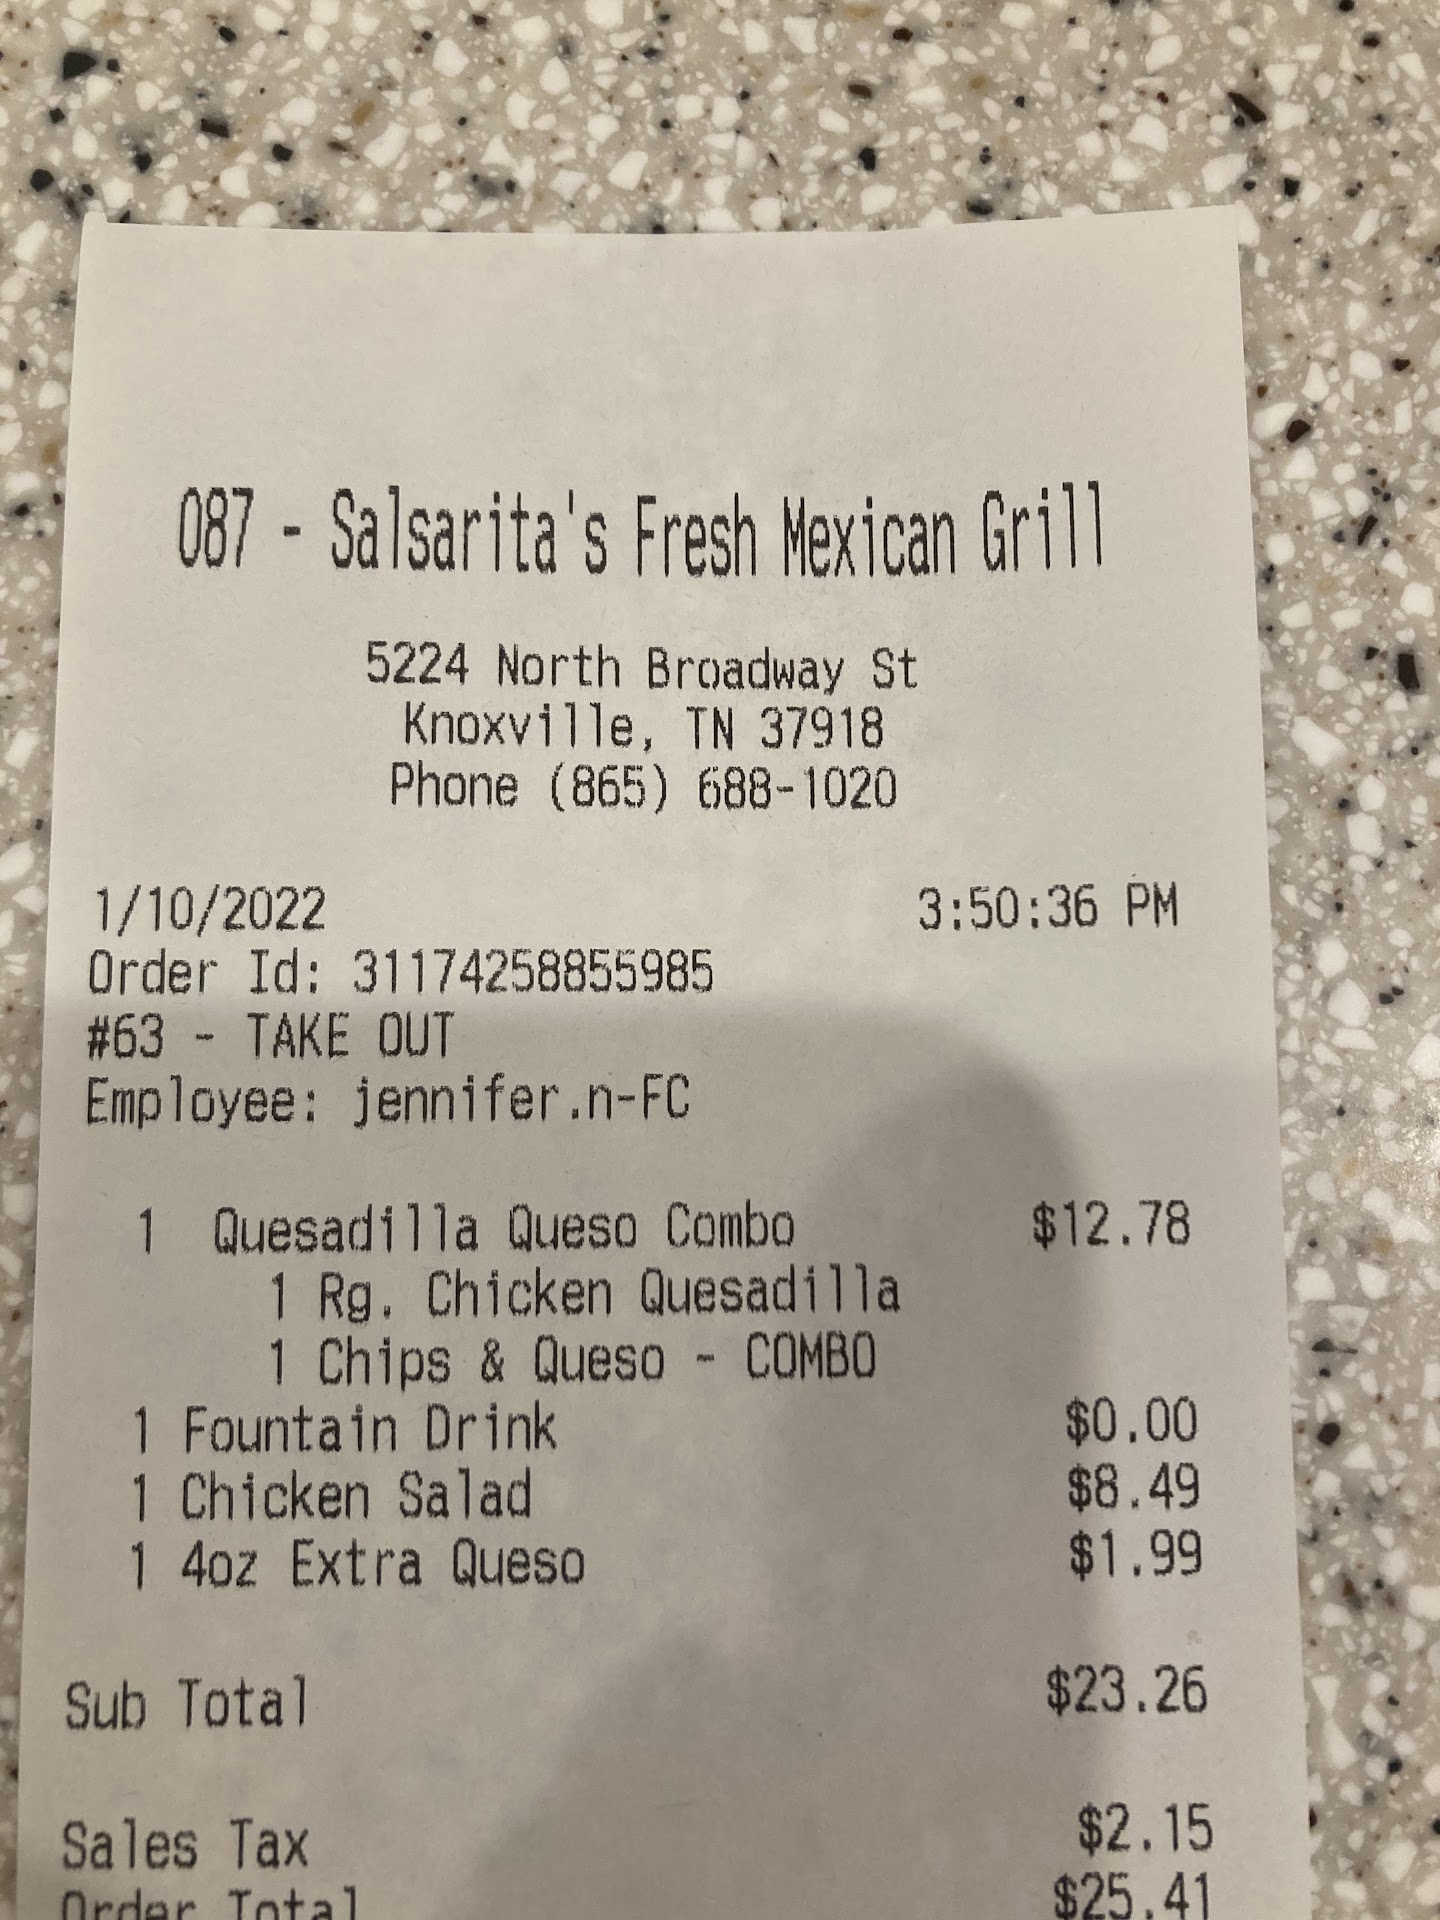 087 - Salsarita's Fresh Mexican Grill
5224 North Broadway St
Knoxville, TN 37918
Phone (865) 688-1020
1/10/2022 3:50:36 PM
Order Id: 31174258855985
#63 - TAKE OUT
Employee: jennifer.n-FC
1 Quesadilla Queso Combo $12.78
1 Rg. Chicken Quesadilla
1 Chips & Queso - COMBO
1 Fountain Drink $0.00
1 Chicken Salad $8.49
1 4oz Extra Queso $1.99
Sub Total $23.26
Sales Tax $2.15
Order Total $25.41